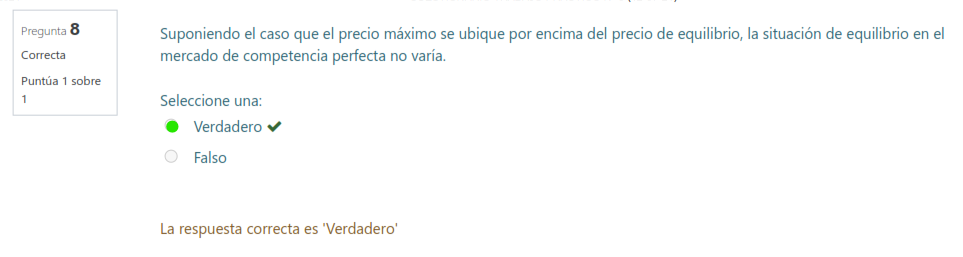 Pregunta 8
Correcta
Puntúa 1 sobre
1
Suponiendo el caso que el precio máximo se ubique por encima del precio de equilibrio, la situación de equilibrio en el
mercado de competencia perfecta no varía.
Seleccione una:
Verdadero
Falso
La respuesta correcta es 'Verdadero'